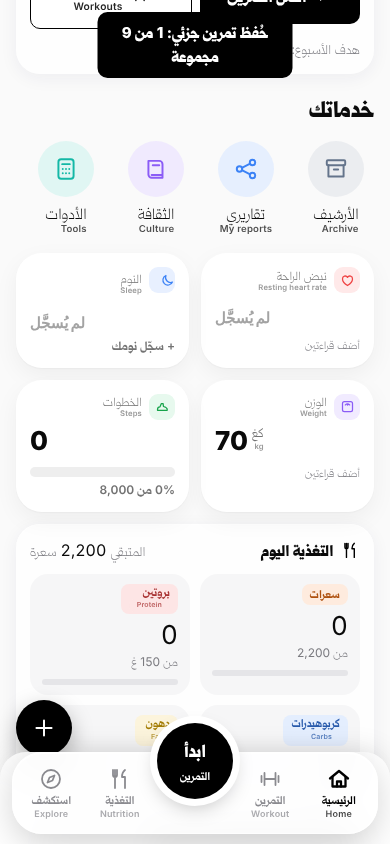 Workouts
حُفظ تمرين جزئي: 1 من 9
مجموعة
هدف الأسبوع:
خدماتك
الأرشيف
Archive
تقاريري
My reports
الثقافة
Culture
الأدوات
Tools
نبض الراحة
Resting heart rate
لم يُسجَّل
أضف قراءتين
النوم
Sleep
لم يُسجَّل
+ سجّل نومك
الوزن
Weight
70 كغ
kg
أضف قراءتين
الخطوات
Steps
0
0% من 8,000
التغذية اليوم
المتبقي 2,200 سعرة
سعرات
0
من 2,200
بروتين
Protein
0
من 150 غ
كربوهيدرات
Carbs
دهون
ابدأ
التمرين
الرئيسية
Home
التمرين
Workout
التغذية
Nutrition
استكشف
Explore